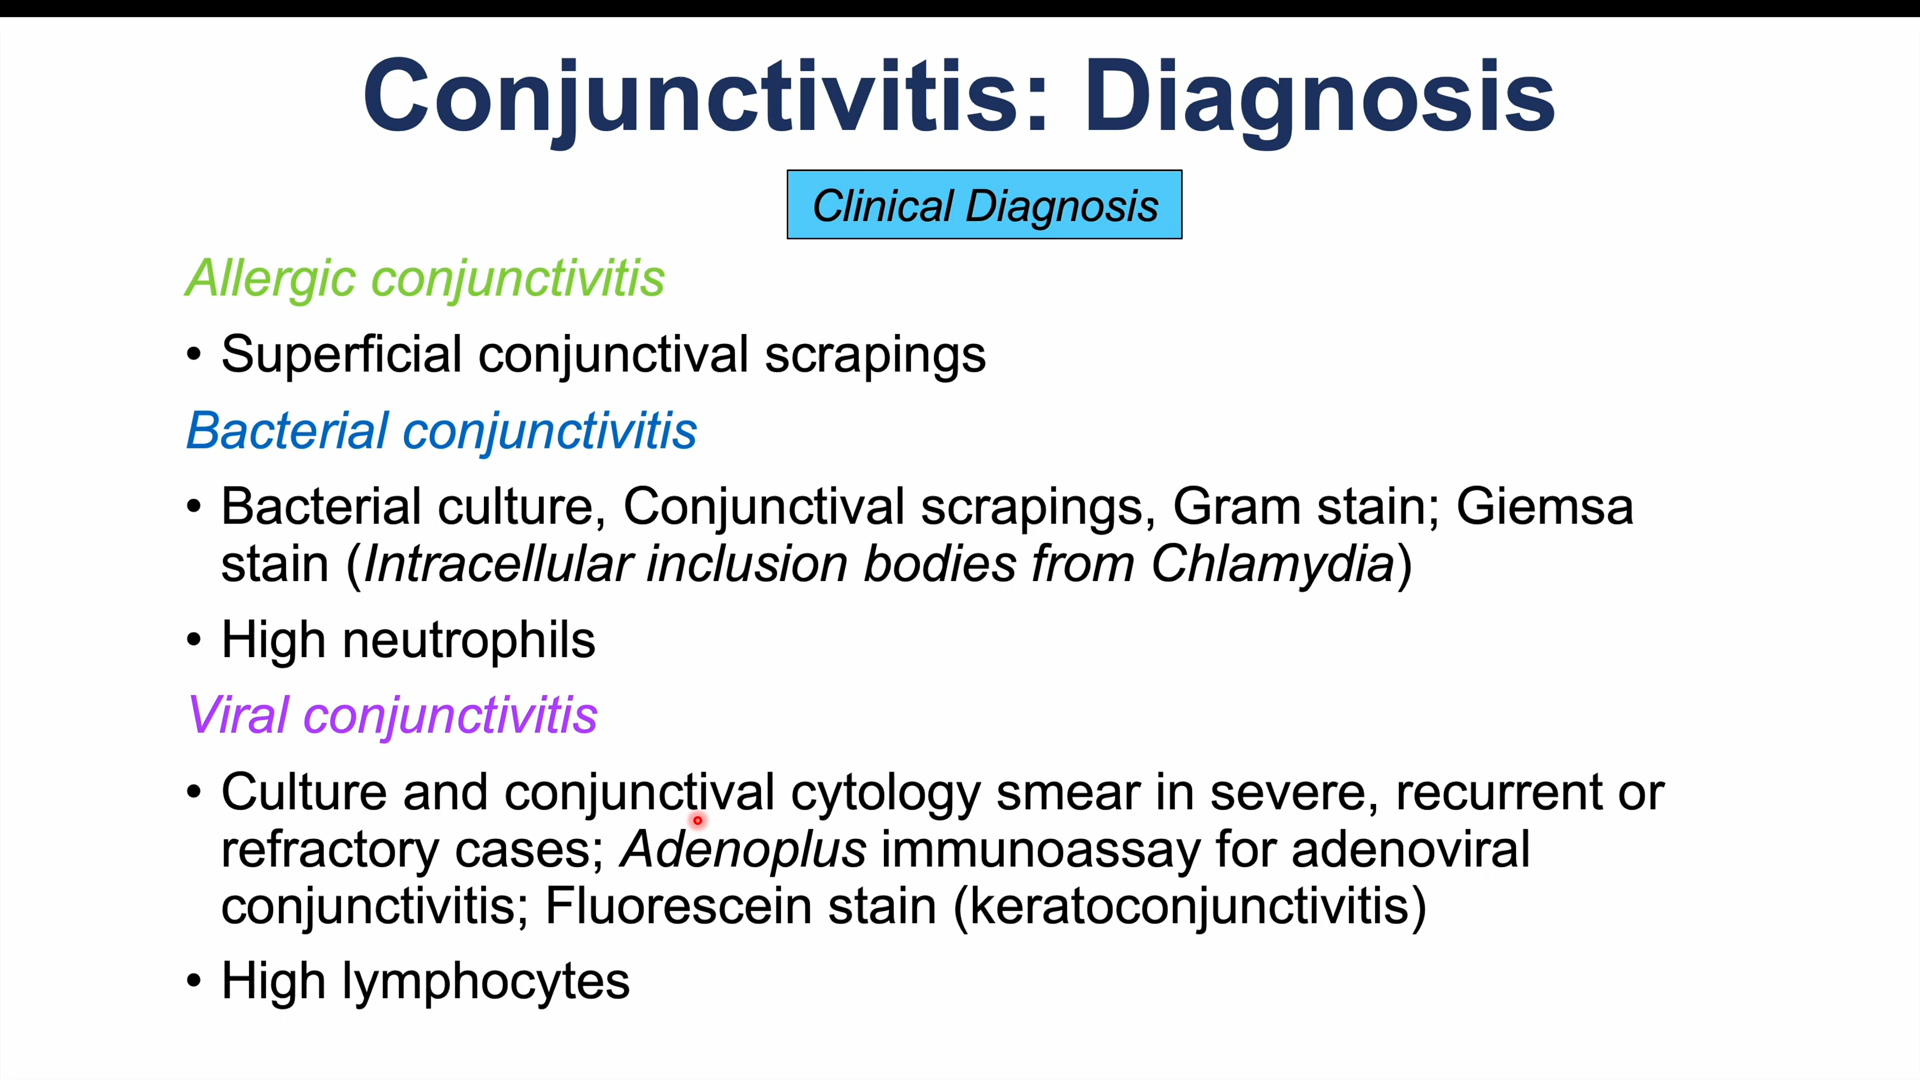 Conjunctivitis: Diagnosis
Clinical Diagnosis
Allergic conjunctivitis
• Superficial conjunctival scrapings
Bacterial conjunctivitis
• Bacterial culture, Conjunctival scrapings, Gram stain; Giemsa
stain (Intracellular inclusion bodies from Chlamydia)
• High neutrophils
Viral conjunctivitis
• Culture and conjunctival cytology smear in severe, recurrent or
refractory cases; Adenoplus immunoassay for adenoviral
conjunctivitis; Fluorescein stain (keratoconjunctivitis)
• High lymphocytes